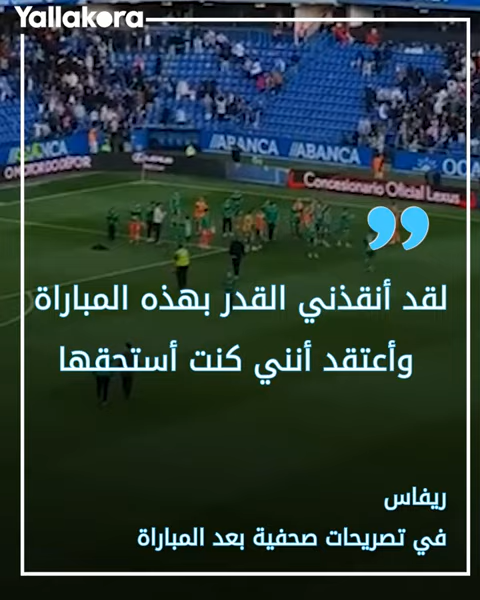 Yallakora
ABANCA
ABANCA
ABANCA
Concesionario Oficial Lexus
لقد أنقذني القدر بهذه المباراة
وأعتقد أنني كنت أستحقها
ريفاس
في تصريحات صحفية بعد المباراة